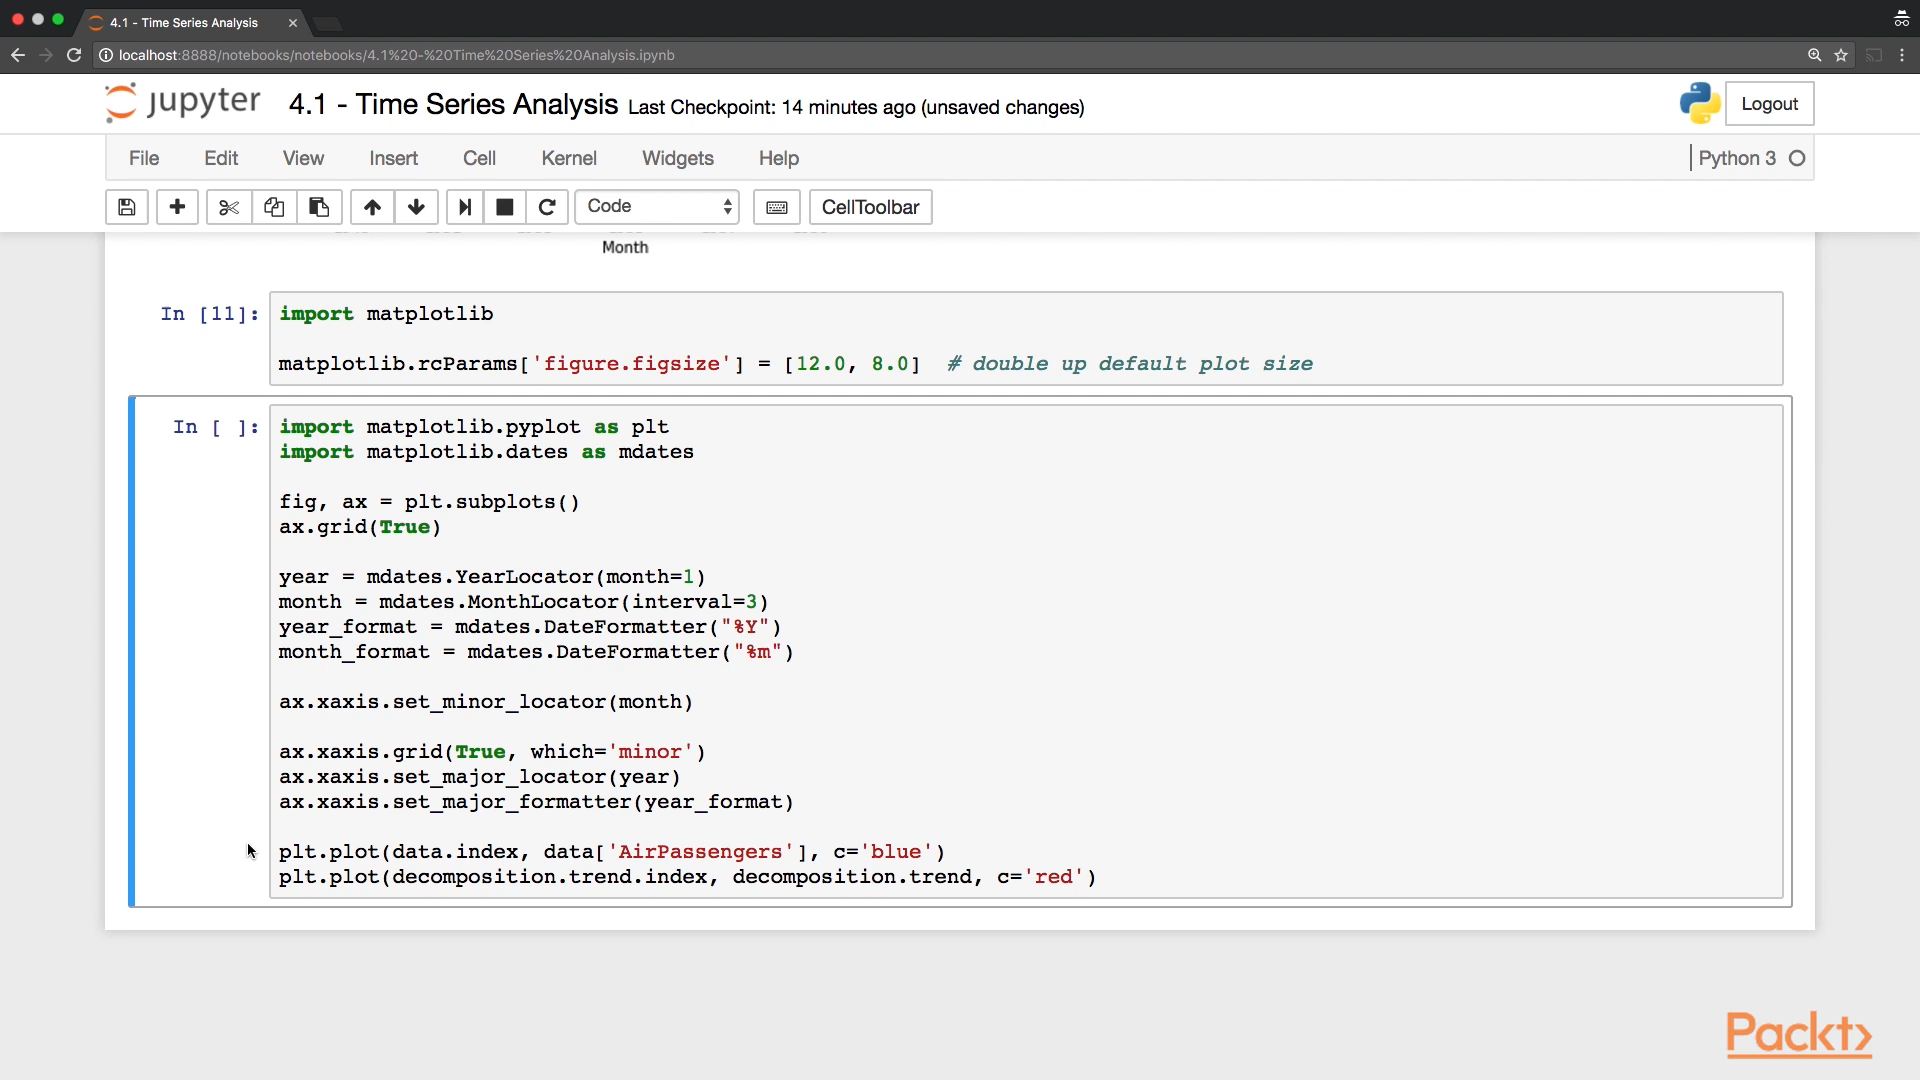 4.1 - Time Series Analysis
localhost:8888/notebooks/notebooks/4.1%20-%20Time%20Series%20Analysis.ipynb
jupyter 4.1 - Time Series Analysis Last Checkpoint: 14 minutes ago (unsaved changes) Logout
File Edit View Insert Cell Kernel Widgets Help Python 3
Code CellToolbar
Month
In [11]: import matplotlib
matplotlib.rcParams['figure.figsize'] = [12.0, 8.0]  # double up default plot size
In [ ]: import matplotlib.pyplot as plt
import matplotlib.dates as mdates
fig, ax = plt.subplots()
ax.grid(True)
year = mdates.YearLocator(month=1)
month = mdates.MonthLocator(interval=3)
year_format = mdates.DateFormatter("%Y")
month_format = mdates.DateFormatter("%m")
ax.xaxis.set_minor_locator(month)
ax.xaxis.grid(True, which='minor')
ax.xaxis.set_major_locator(year)
ax.xaxis.set_major_formatter(year_format)
plt.plot(data.index, data['AirPassengers'], c='blue')
plt.plot(decomposition.trend.index, decomposition.trend, c='red')
Packt>